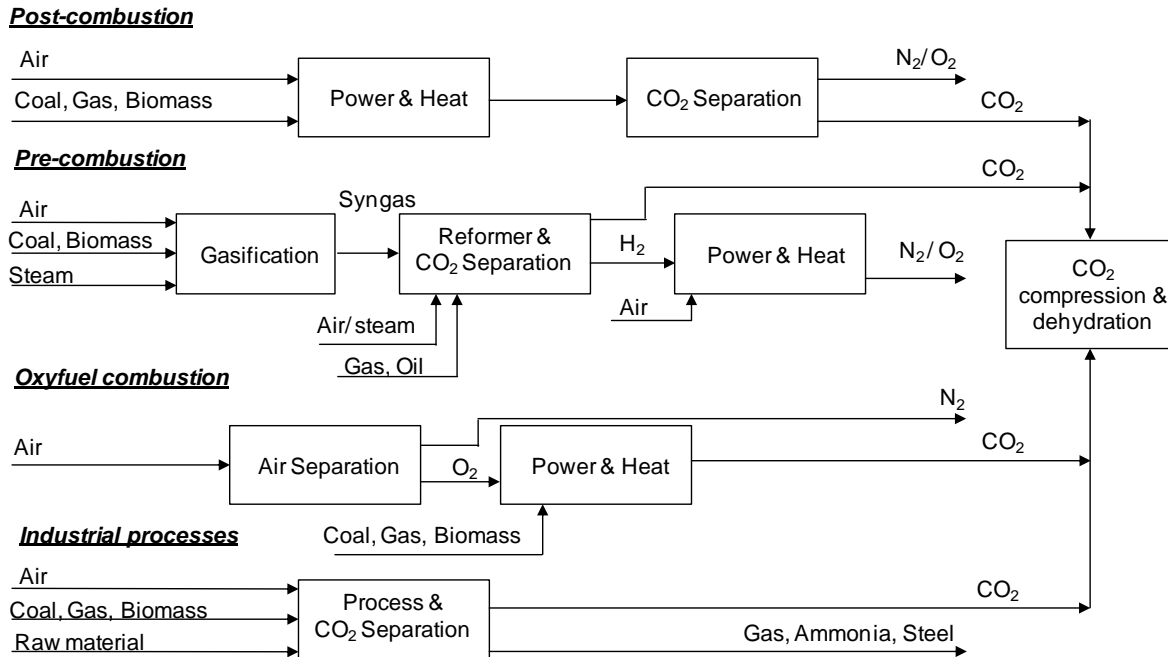 Post-combustion
Air
Coal, Gas, Biomass
Power & Heat
CO₂ Separation
N₂/O₂
CO₂
Pre-combustion
Air
Coal, Biomass
Steam
Gasification
Syngas
Reformer &
CO₂ Separation
Air/steam
Gas, Oil
CO₂
H₂
Air
Power & Heat
N₂/O₂
CO₂
compression &
dehydration
Oxyfuel combustion
Air
Air Separation
N₂
O₂
Power & Heat
Coal, Gas, Biomass
CO₂
Industrial processes
Air
Coal, Gas, Biomass
Raw material
Process &
CO₂ Separation
CO₂
Gas, Ammonia, Steel